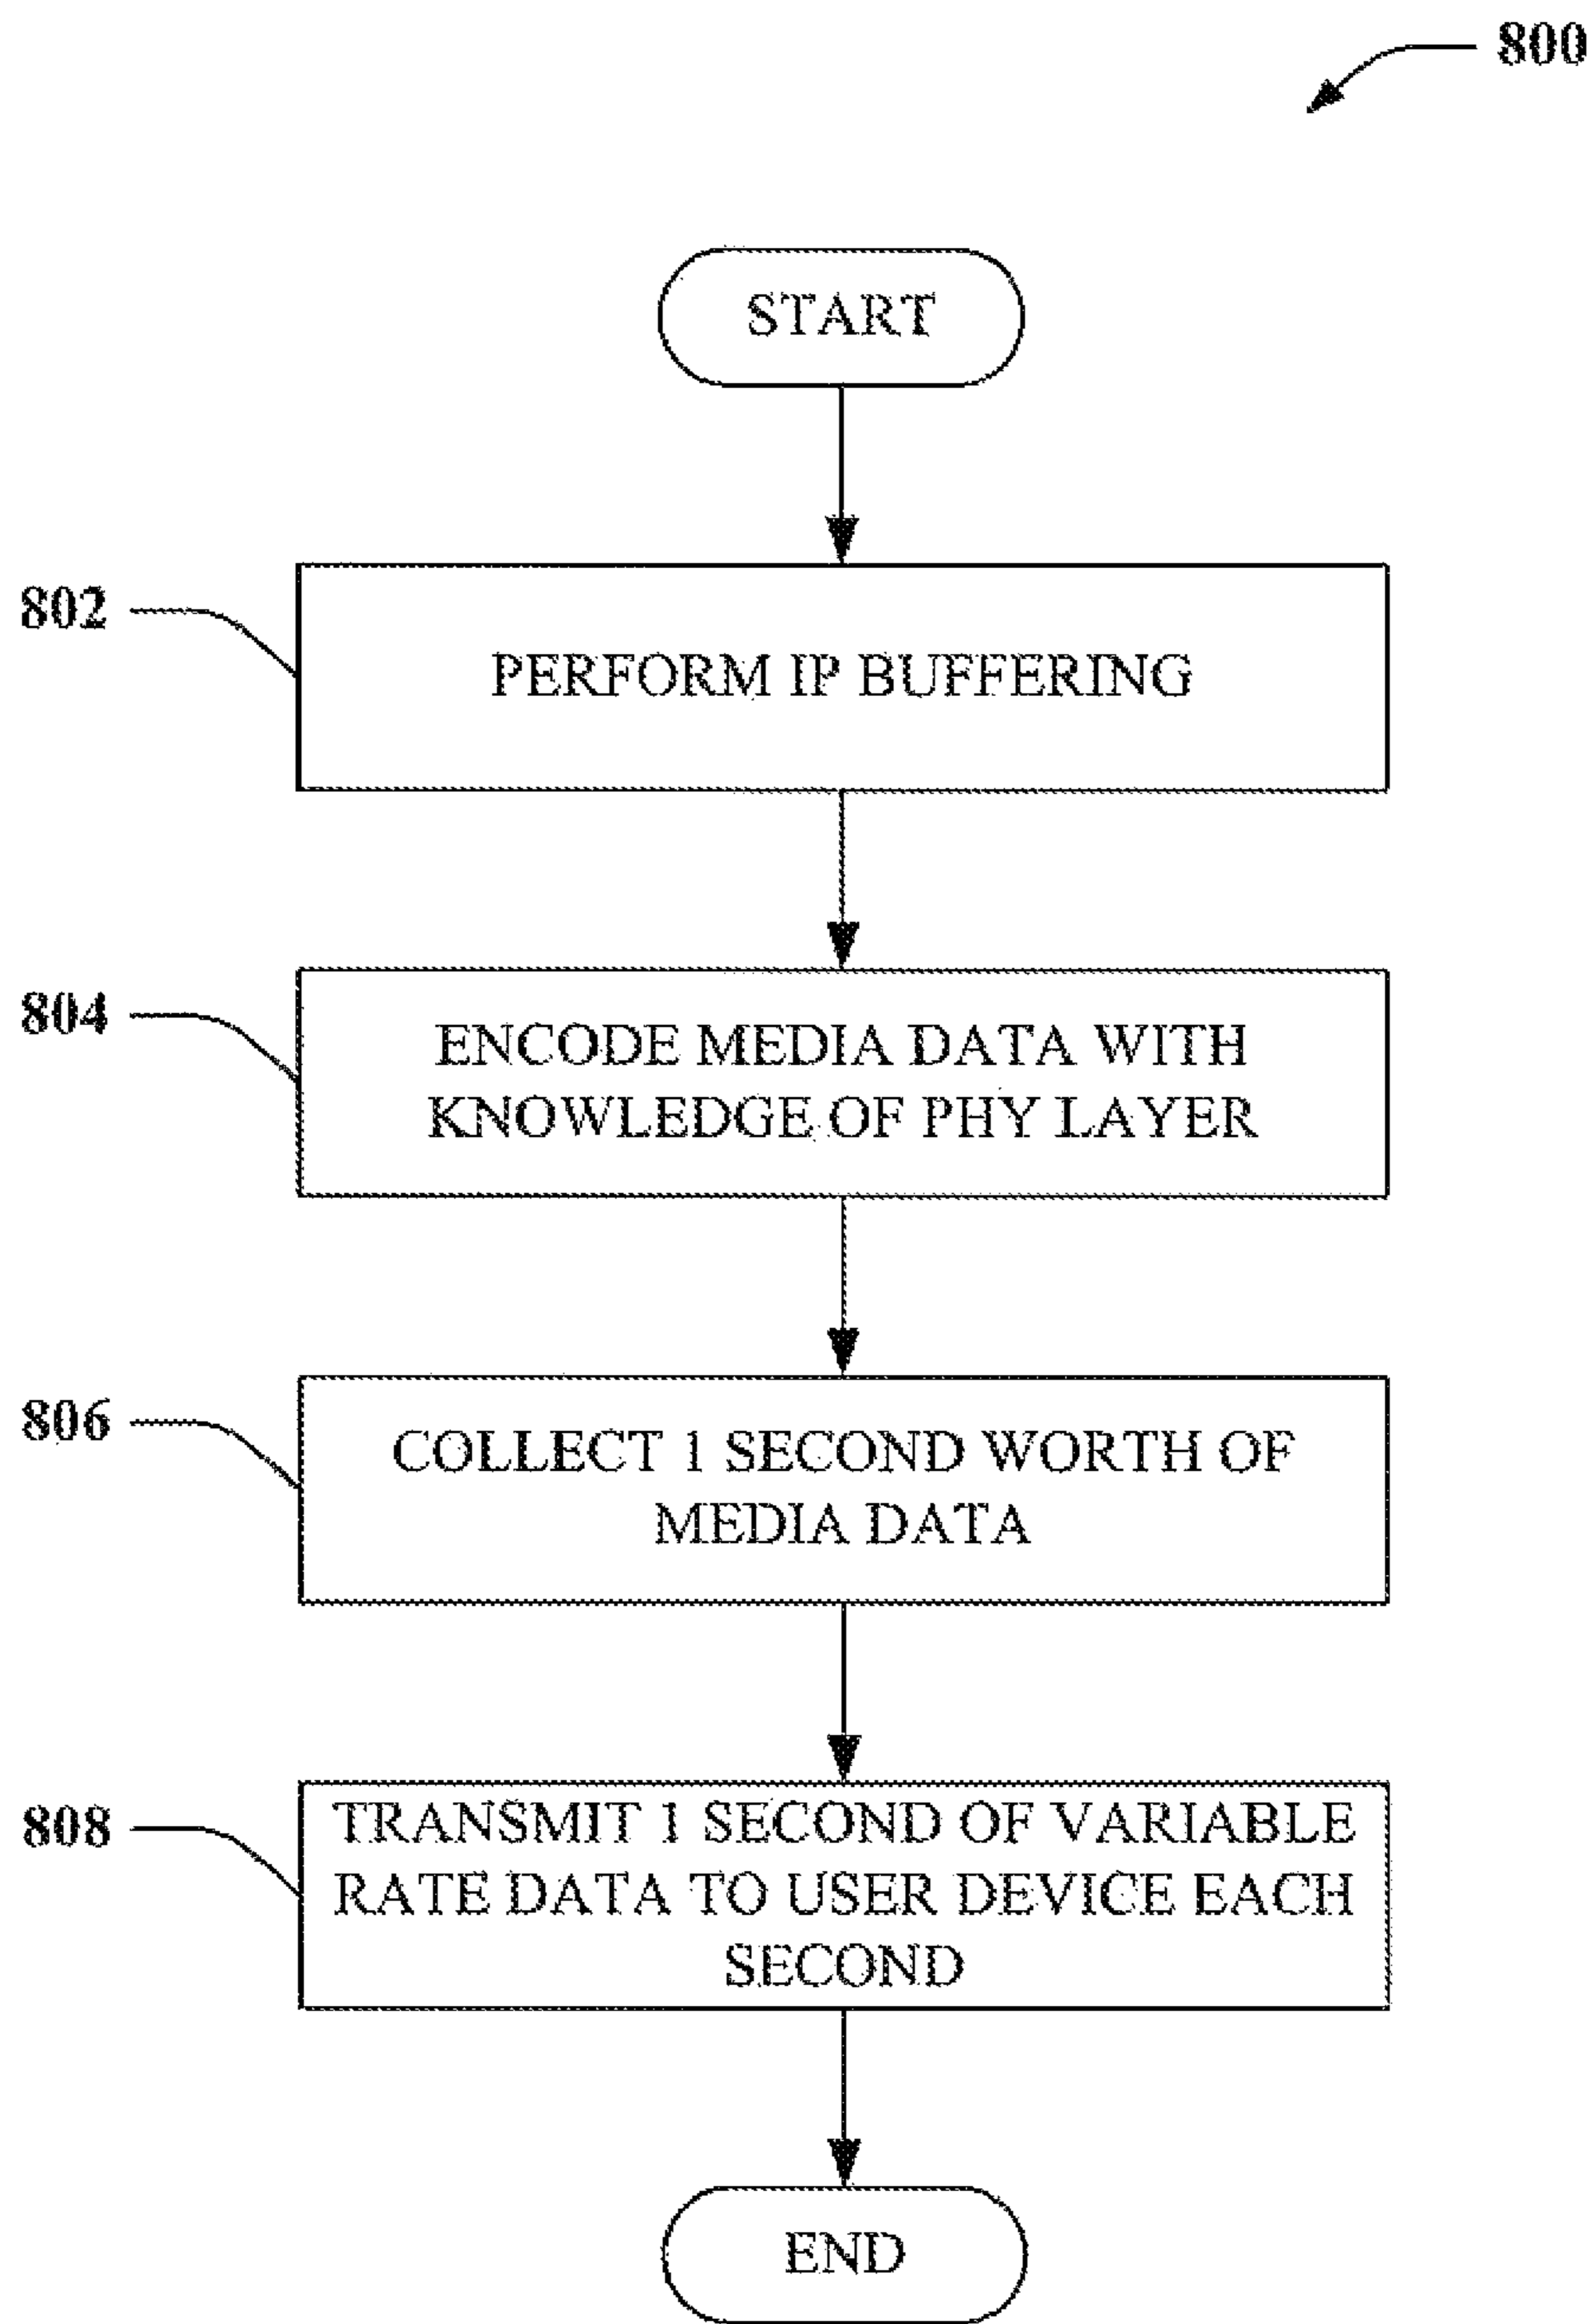 800
START
802
PERFORM IP BUFFERING
804
ENCODE MEDIA DATA WITH
KNOWLEDGE OF PHY LAYER
806
COLLECT 1 SECOND WORTH OF
MEDIA DATA
808
TRANSMIT 1 SECOND OF VARIABLE
RATE DATA TO USER DEVICE EACH
SECOND
END